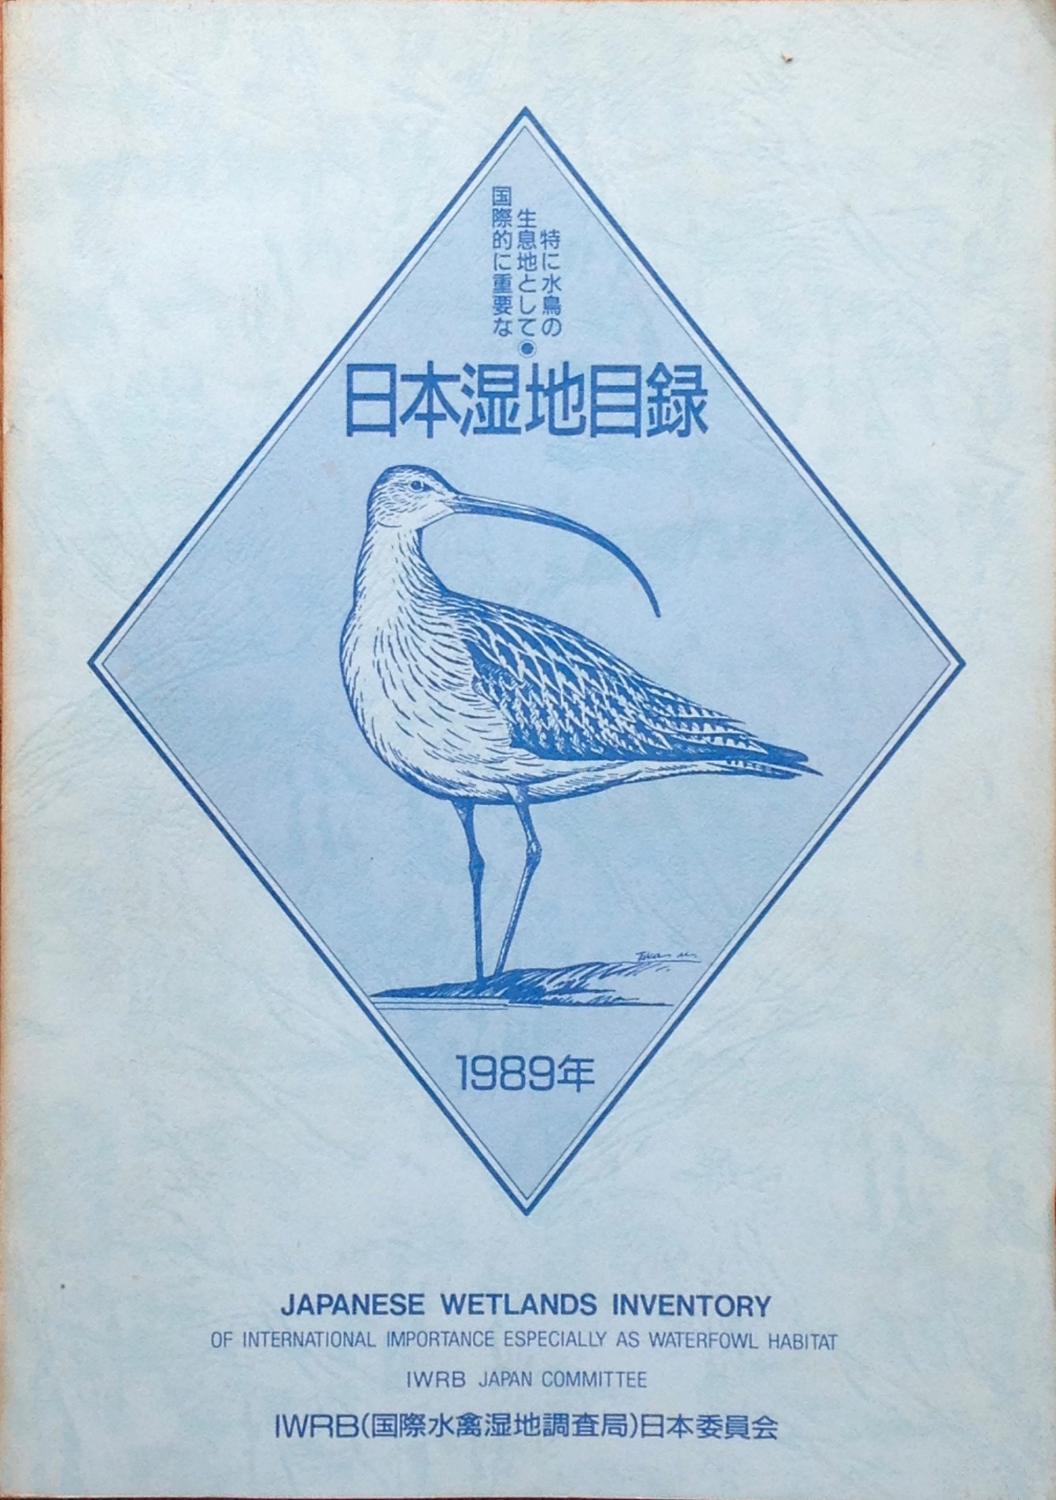 特に水鳥の
生息地として
国際的に重要な
日本湿地目録
1989年
JAPANESE WETLANDS INVENTORY
OF INTERNATIONAL IMPORTANCE ESPECIALLY AS WATERFOWL HABITAT
IWRB JAPAN COMMITTEE
IWRB(国際水禽湿地調査局)日本委員会